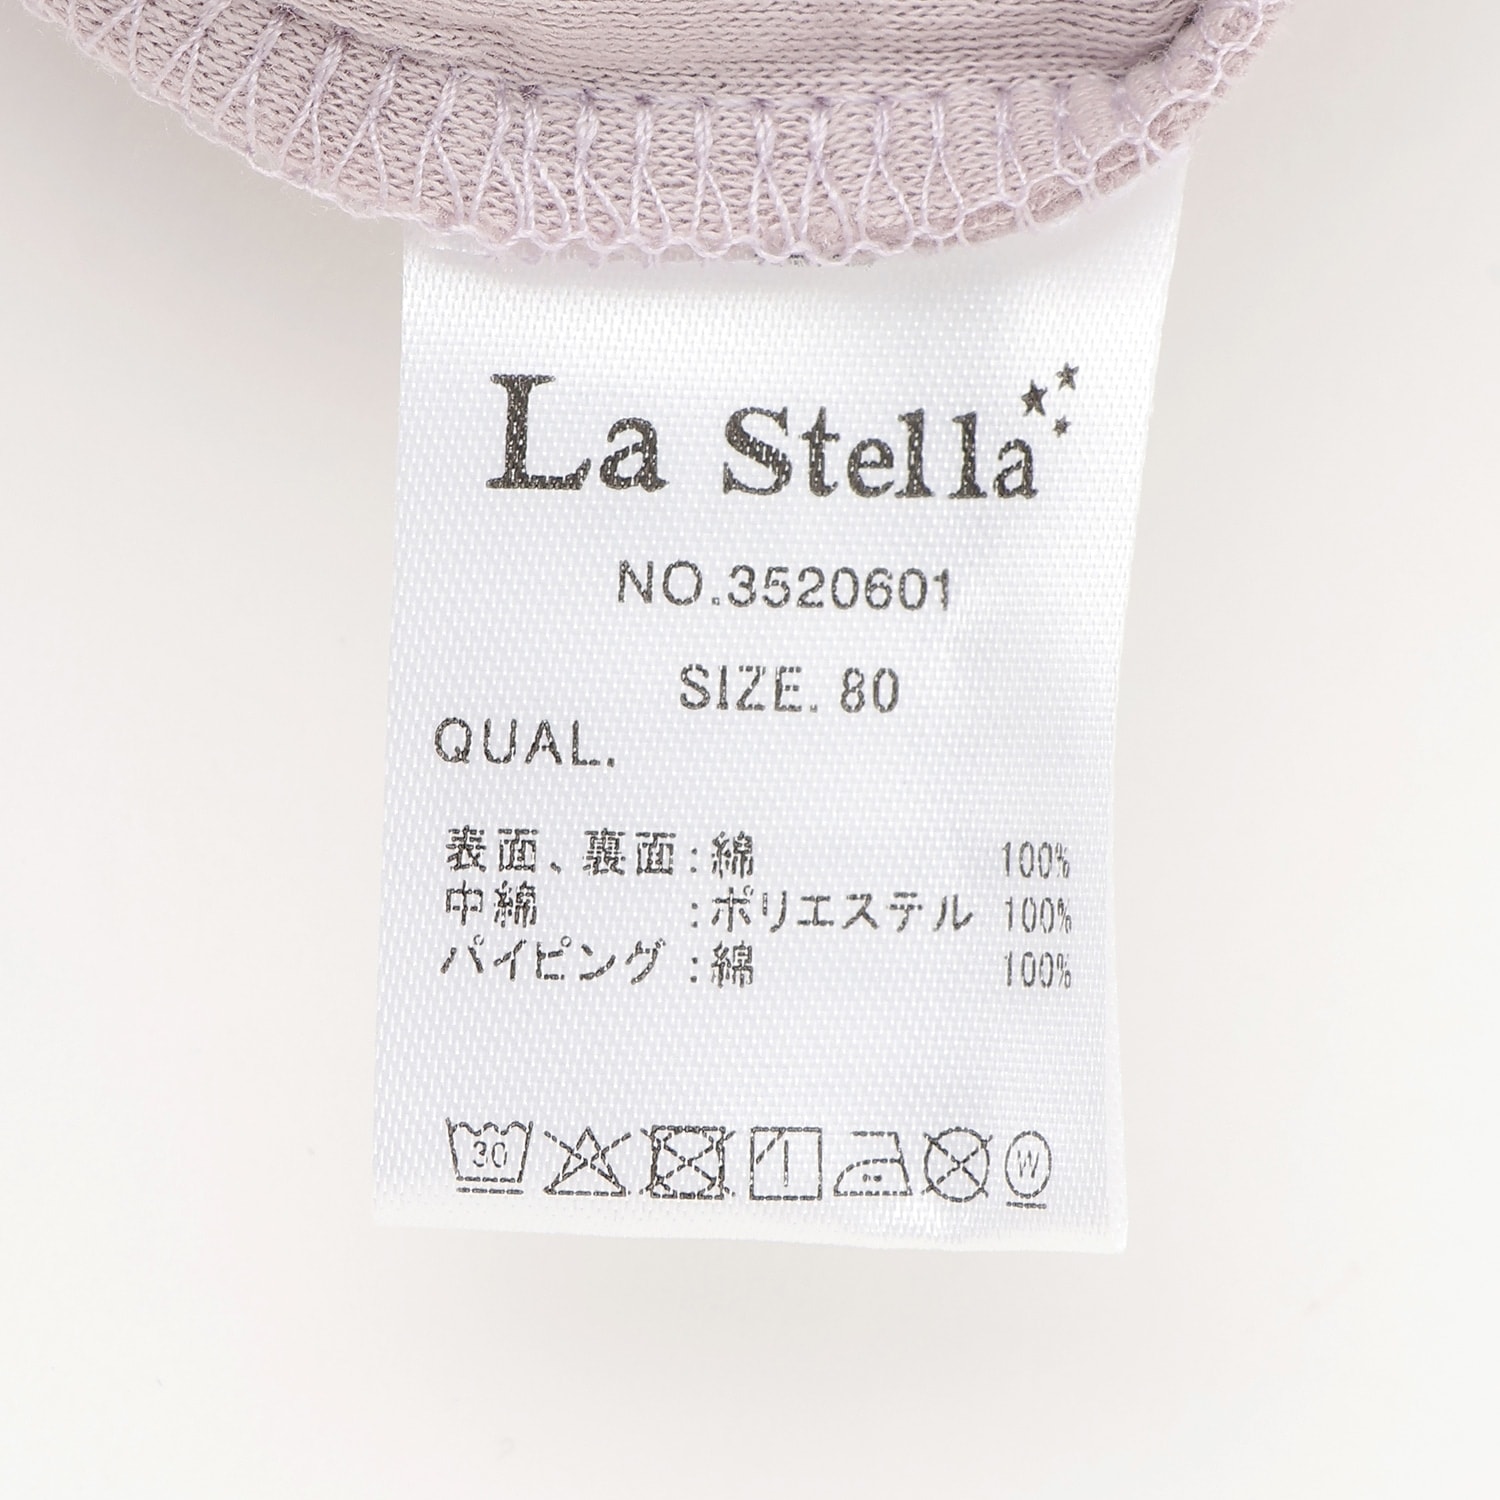 La Stella
NO.3520601
SIZE. 80
QUAL.
表面、裏面:綿 100%
中綿 :ポリエステル 100%
パイピング :綿 100%
30 W